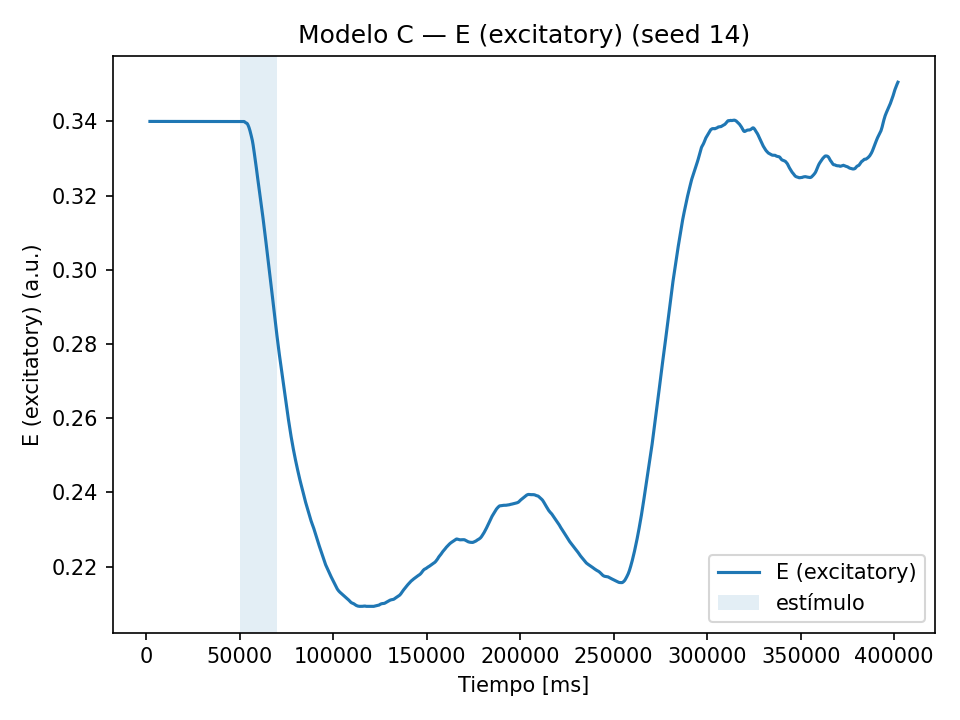 Modelo C — E (excitatory) (seed 14)
E (excitatory) (a.u.)
0.34
0.32
0.30
0.28
0.26
0.24
0.22
E (excitatory)
estímulo
0 50000 100000 150000 200000 250000 300000 350000 400000
Tiempo [ms]